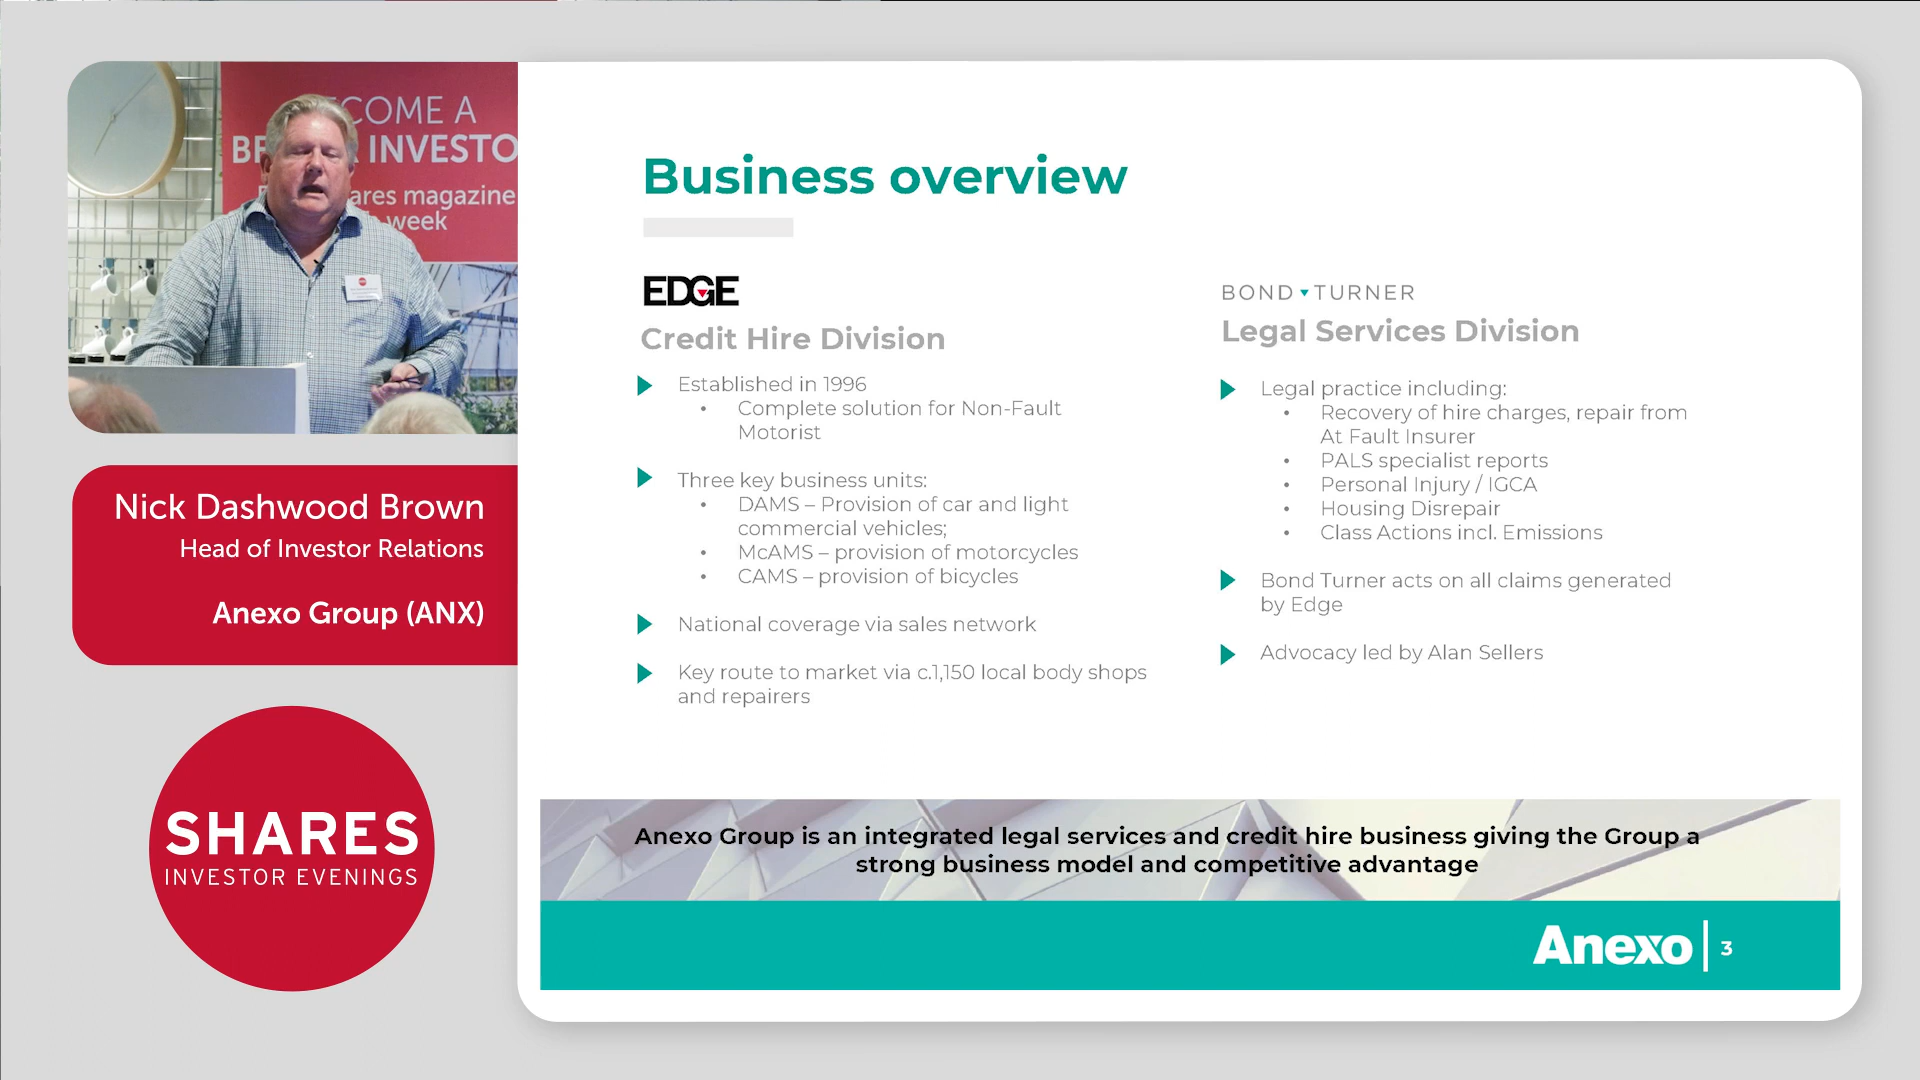 COME A
INVESTO
ares magazine
week
Nick Dashwood Brown
Head of Investor Relations
Anexo Group (ANX)
SHARES
INVESTOR EVENINGS
Business overview
EDGE
Credit Hire Division
Established in 1996
• Complete solution for Non-Fault
Motorist
Three key business units:
• DAMS – Provision of car and light
commercial vehicles;
• McAMS – provision of motorcycles
• CAMS – provision of bicycles
National coverage via sales network
Key route to market via c.1,150 local body shops
and repairers
BOND TURNER
Legal Services Division
Legal practice including:
• Recovery of hire charges, repair from
At Fault Insurer
• PALS specialist reports
• Personal Injury / IGCA
• Housing Disrepair
• Class Actions incl. Emissions
Bond Turner acts on all claims generated
by Edge
Advocacy led by Alan Sellers
Anexo Group is an integrated legal services and credit hire business giving the Group a
strong business model and competitive advantage
Anexo | 3